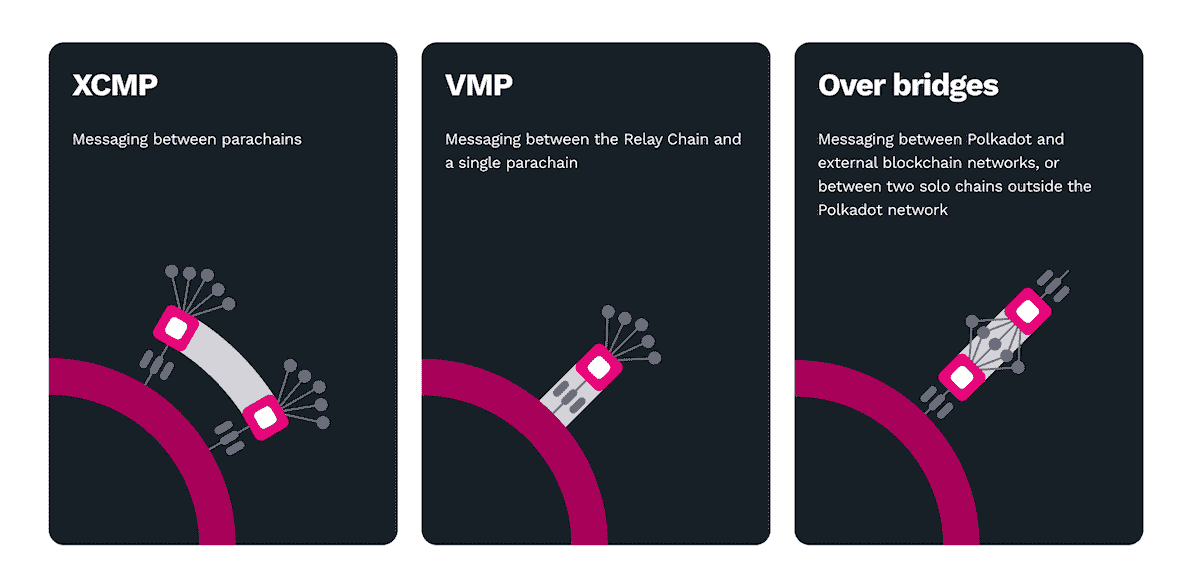 XCMP
Messaging between parachains
VMP
Messaging between the Relay Chain and
a single parachain
Over bridges
Messaging between Polkadot and
external blockchain networks, or
between two solo chains outside the
Polkadot network